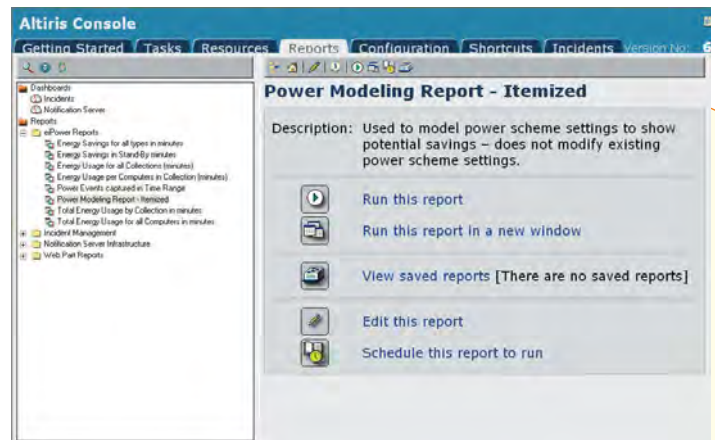 Altiris Console
Getting Started Tasks Resources Reports Configuration Shortcuts Incidents Version No: 6
Dashboards
Incidents
Notification Server
Reports
ePower Reports
Energy Savings for all types in minutes
Energy Savings in Stand-By minutes
Energy Usage for all Collections (minutes)
Energy Usage per Computers in Collection (minutes)
Power Events captured in Time Range
Power Modeling Report - Itemized
Total Energy Usage by Collection in minutes
Total Energy Usage for all Computers in minutes
Incident Management
Notification Server Infrastructure
Web Part Reports
Power Modeling Report - Itemized
Description: Used to model power scheme settings to show
potential savings – does not modify existing
power scheme settings.
Run this report
Run this report in a new window
View saved reports [There are no saved reports]
Edit this report
Schedule this report to run